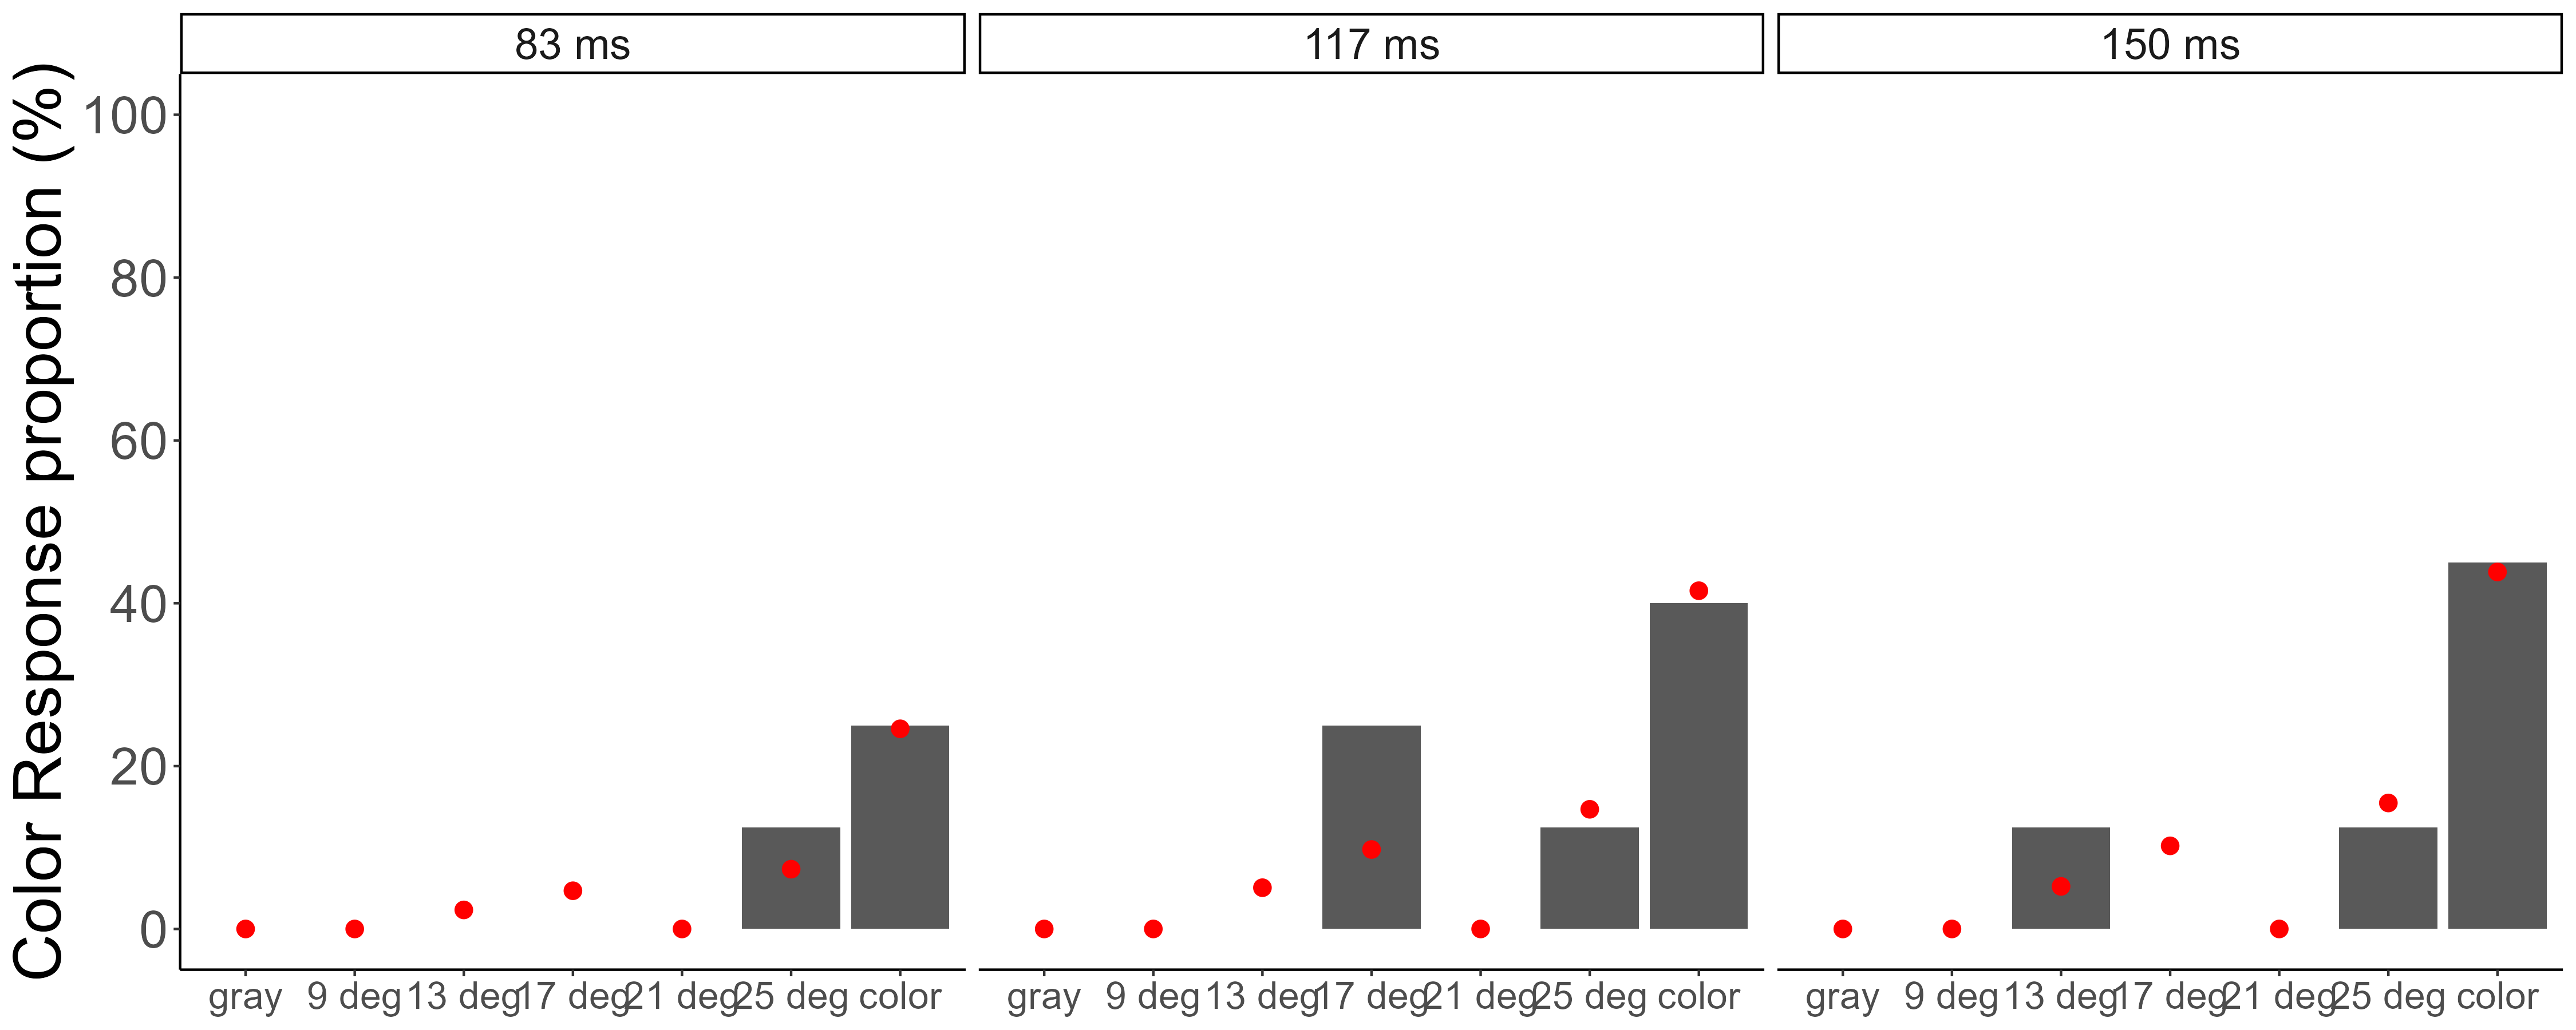 83 ms
117 ms
150 ms
Color Response proportion (%)
100
80
60
40
20
0
gray 9 deg 13 deg 17 deg 21 deg 25 deg color
gray 9 deg 13 deg 17 deg 21 deg 25 deg color
gray 9 deg 13 deg 17 deg 21 deg 25 deg color